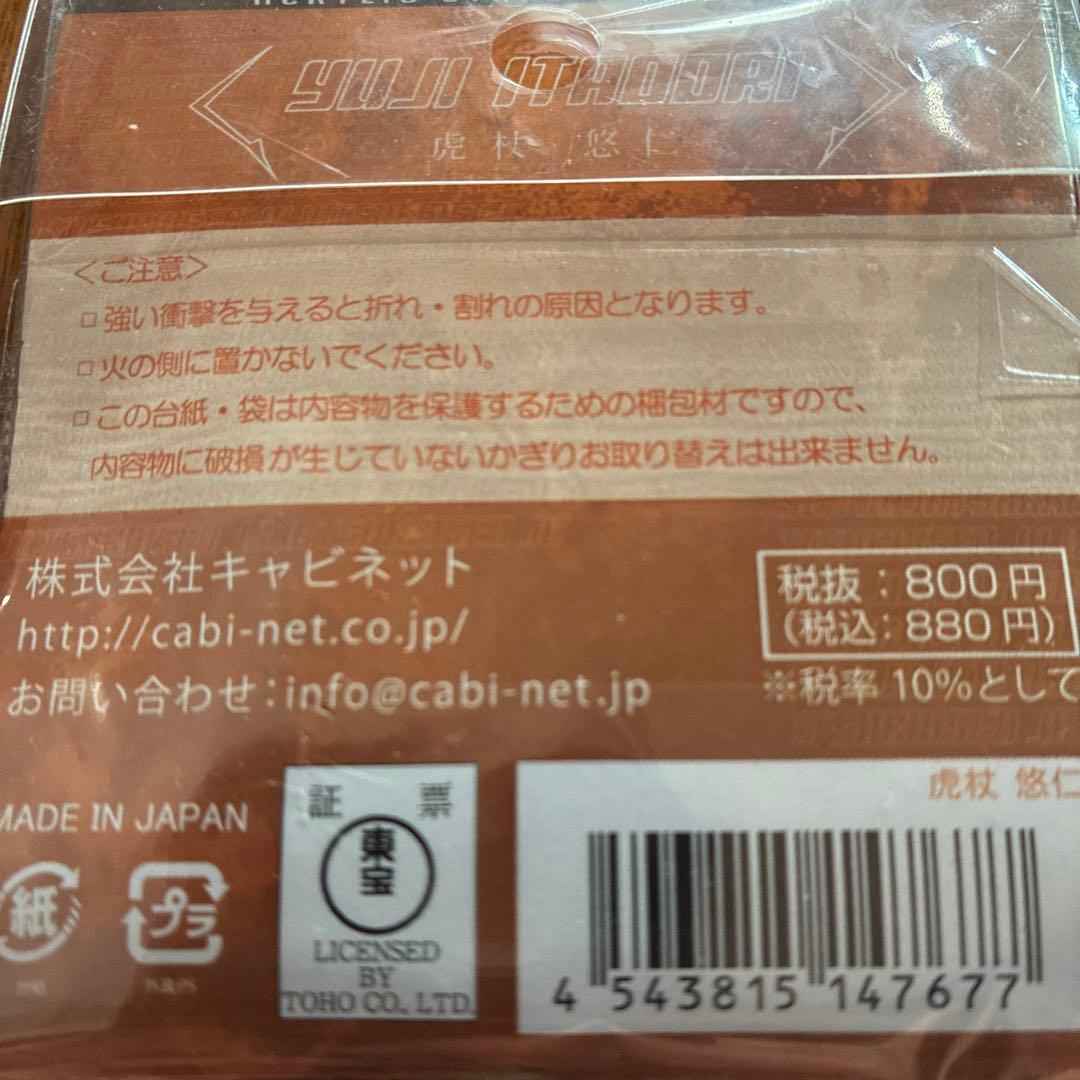 YUJI ITADORI
虎杖 悠仁
<ご注意>
□強い衝撃を与えると折れ・割れの原因となります。
□火の側に置かないでください。
□この台紙・袋は内容物を保護するための梱包材ですので、
内容物に破損が生じていないかぎりお取り替えは出来ません。
株式会社キャビネット
http://cabi-net.co.jp/
お問い合わせ：info@cabi-net.jp
税抜：800円
(税込：880円)
※税率10%として
MADE IN JAPAN
紙
プラ
証 票
東宝
LICENSED
BY
TOHO CO., LTD.
虎杖 悠仁
4 543815 147677